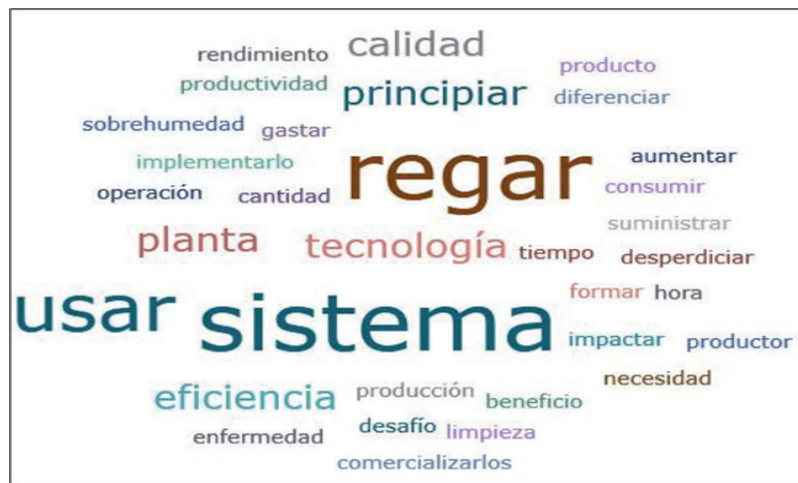 rendimiento calidad
producto
productividad principiar diferenciar
sobrehumedad gastar
implementarlo regar aumentar
operación cantidad consumir
suministrar
planta tecnología tiempo desperdiciar
formar hora
usar sistema impactar productor
necesidad
eficiencia producción beneficio
enfermedad desafío limpieza
comercializarlos